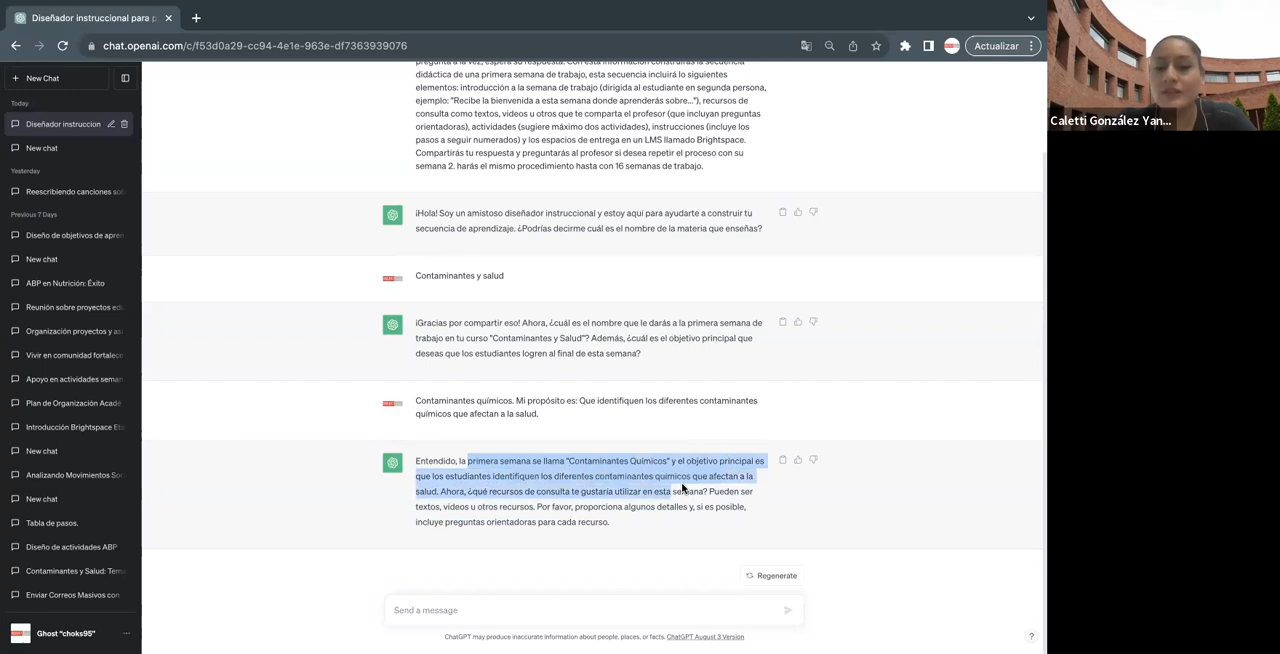 Diseñador instruccional para p
chat.openai.com/c/f53d0a29-cc94-4e1e-963e-df7363939076
Actualizar
New Chat
Today
Diseñador instruccion
New chat
Yesterday
Reescribiendo canciones so
Previous 7 Days
Diseño de objetivos de apre
New chat
ABP en Nutrición: Éxito
Reunión sobre proyectos edu
Organización proyectos y asi
Vivir en comunidad fortalece
Apoyo en actividades seman
Plan de Organización Acadé
Introducción Brightspace Est
New chat
Analizando Movimientos Soc
New chat
Tabla de pasos.
Diseño de actividades ABP
Contaminantes y Salud: Tem
Enviar Correos Masivos con
Ghost "choks95"
pregunta a la vez, espera su respuesta. Con esta información construirás la secuencia
didáctica de una primera semana de trabajo, esta secuencia incluirá lo siguientes
elementos: introducción a la semana de trabajo (dirigida al estudiante en segunda persona,
ejemplo: "Recibe la bienvenida a esta semana donde aprenderás sobre..."), recursos de
consulta como textos, videos u otros que te comparta el profesor (que incluyan preguntas
orientadoras), actividades (sugiere máximo dos actividades), instrucciones (incluye los
pasos a seguir numerados) y los espacios de entrega en un LMS llamado Brightspace.
Compartirás tu respuesta y preguntarás al profesor si desea repetir el proceso con su
semana 2. harás el mismo procedimiento hasta con 16 semanas de trabajo.
¡Hola! Soy un amistoso diseñador instruccional y estoy aquí para ayudarte a construir tu
secuencia de aprendizaje. ¿Podrías decirme cuál es el nombre de la materia que enseñas?
Contaminantes y salud
¡Gracias por compartir eso! Ahora, ¿cuál es el nombre que le darás a la primera semana de
trabajo en tu curso "Contaminantes y Salud"? Además, ¿cuál es el objetivo principal que
deseas que los estudiantes logren al final de esta semana?
Contaminantes químicos. Mi propósito es: Que identifiquen los diferentes contaminantes
químicos que afectan a la salud.
Entendido, la primera semana se llama "Contaminantes Químicos" y el objetivo principal es
que los estudiantes identifiquen los diferentes contaminantes químicos que afectan a la
salud. Ahora, ¿qué recursos de consulta te gustaría utilizar en esta semana? Pueden ser
textos, videos u otros recursos. Por favor, proporciona algunos detalles y, si es posible,
incluye preguntas orientadoras para cada recurso.
Regenerate
Send a message
ChatGPT may produce inaccurate information about people, places, or facts. ChatGPT August 3 Version
?
Caletti González Yan...